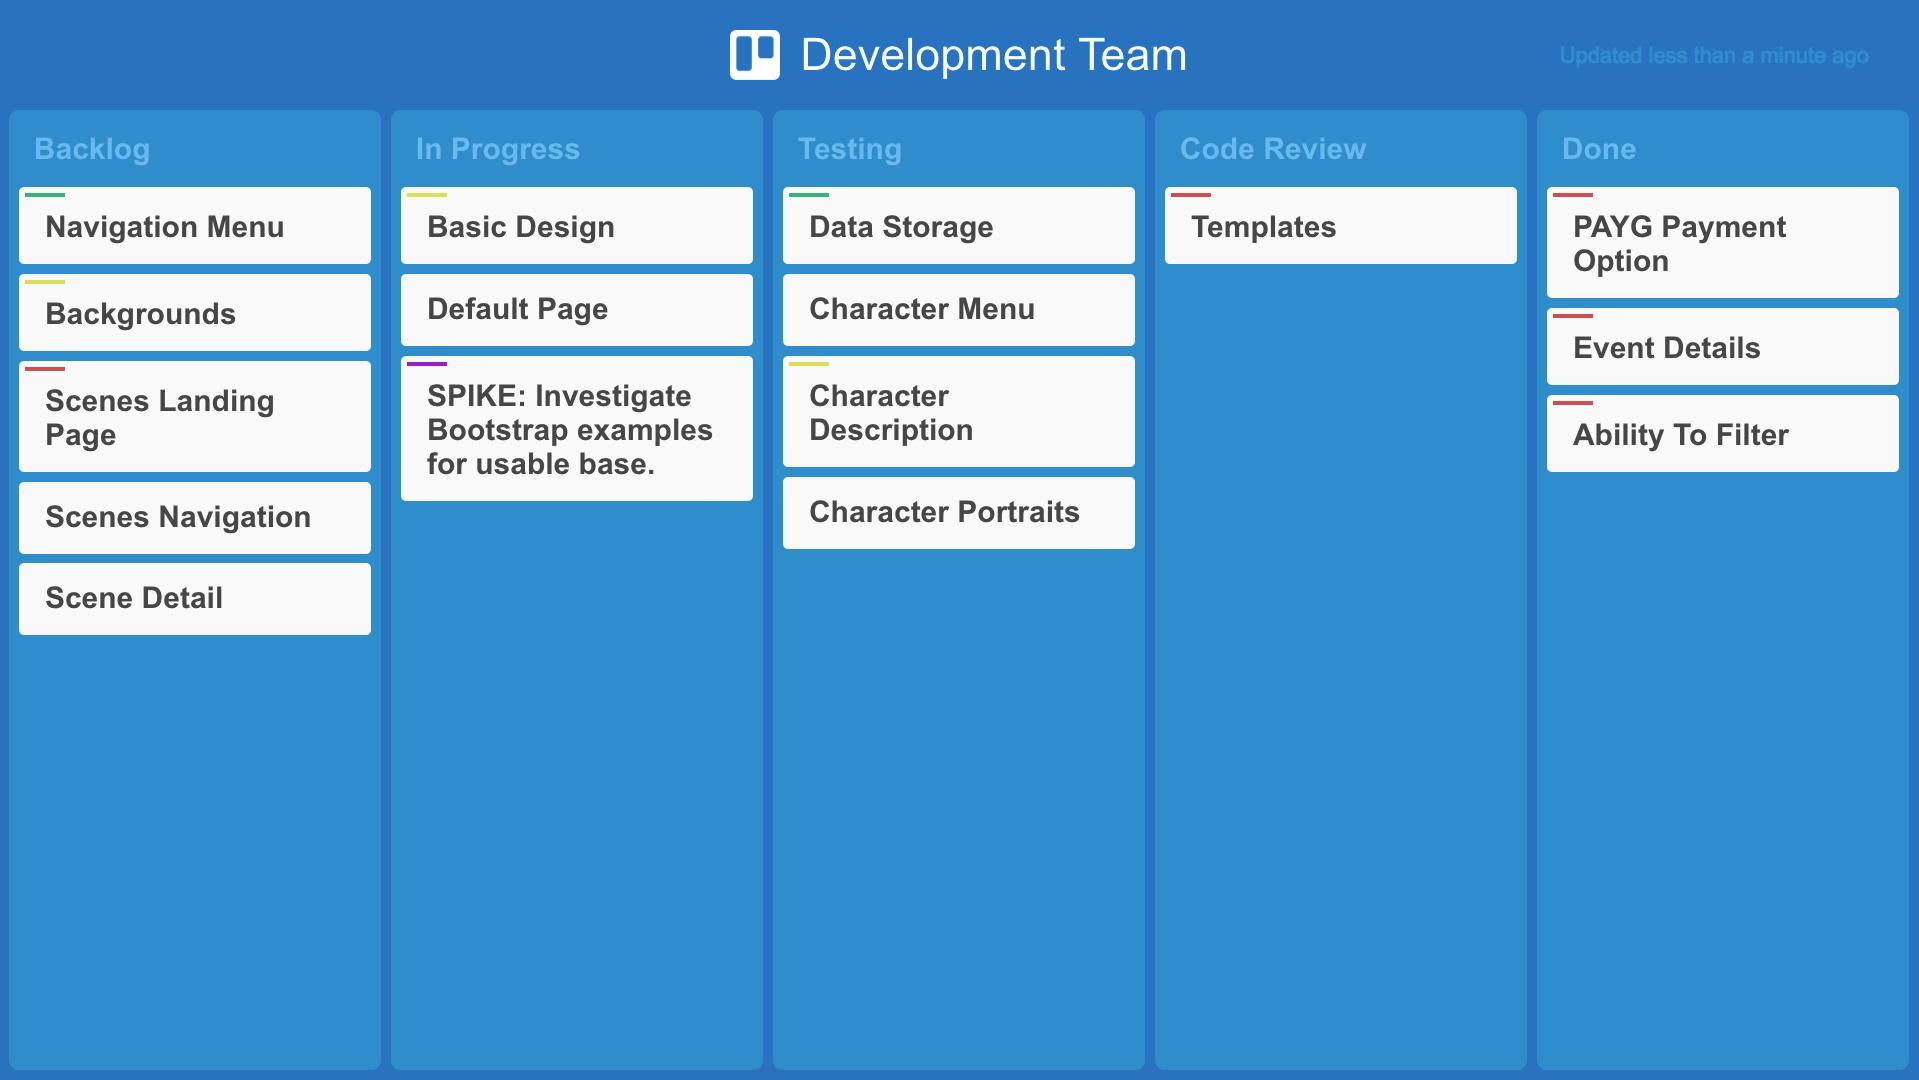 Development Team
Updated less than a minute ago
Backlog
Navigation Menu
Backgrounds
Scenes Landing
Page
Scenes Navigation
Scene Detail
In Progress
Basic Design
Default Page
SPIKE: Investigate
Bootstrap examples
for usable base.
Testing
Data Storage
Character Menu
Character
Description
Character Portraits
Code Review
Templates
Done
PAYG Payment
Option
Event Details
Ability To Filter